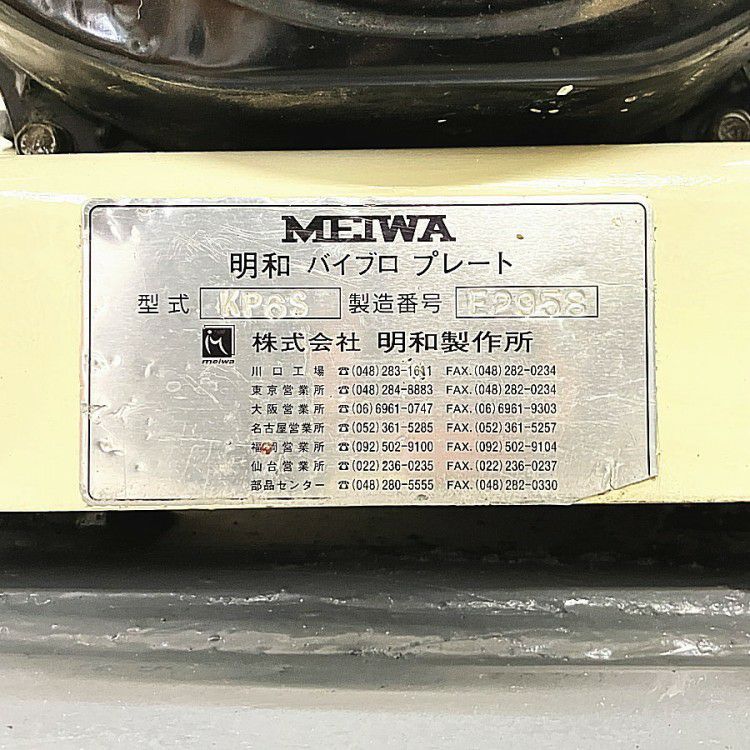 MEIWA
明和 バイブロ プレート
型式 KP6S 製造番号 E2958
meiwa 株式会社 明和製作所
川口工場 ☎(048)283-1611 FAX.(048)282-0234
東京営業所 ☎(048)284-8883 FAX.(048)282-0234
大阪営業所 ☎(06)6961-0747 FAX.(06)6961-9303
名古屋営業所 ☎(052)361-5285 FAX.(052)361-5257
福岡営業所 ☎(092)502-9100 FAX.(092)502-9104
仙台営業所 ☎(022)236-0235 FAX.(022)236-0237
部品センター ☎(048)280-5555 FAX.(048)282-0330